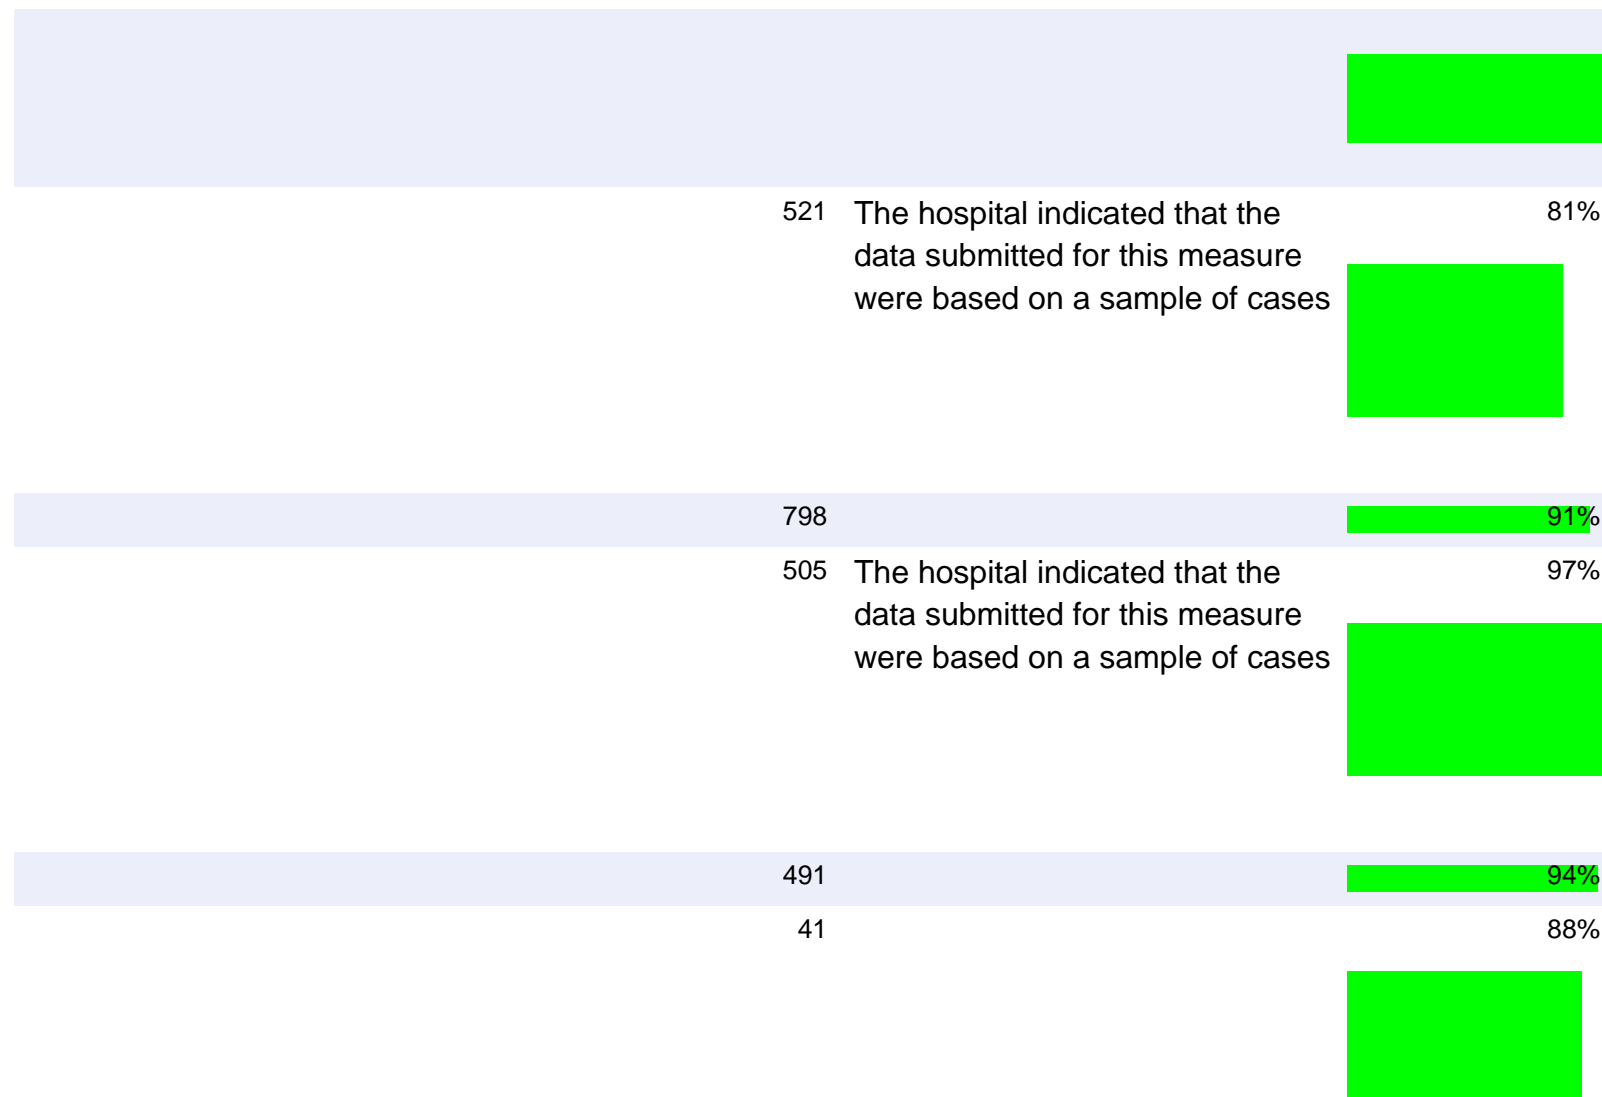 521 The hospital indicated that the 81%
data submitted for this measure
were based on a sample of cases
798 91%
505 The hospital indicated that the 97%
data submitted for this measure
were based on a sample of cases
491 94%
41 88%